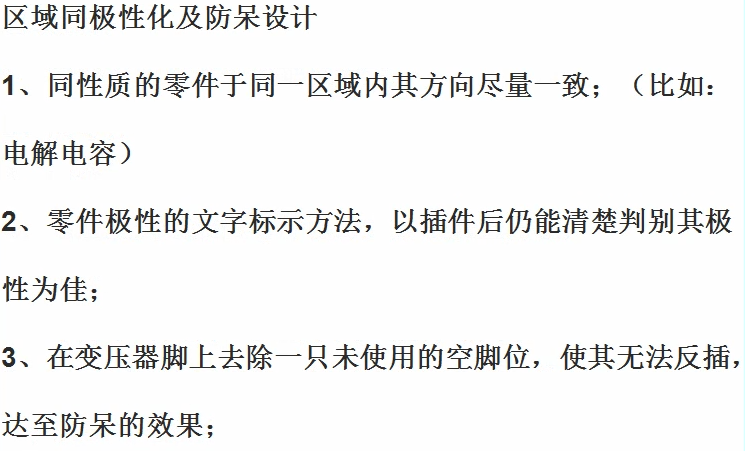 区域同极性化及防呆设计
1、同性质的零件于同一区域内其方向尽量一致；（比如：
电解电容）
2、零件极性的文字标示方法，以插件后仍能清楚判别其极
性为佳；
3、在变压器脚上去除一只未使用的空脚位，使其无法反插，
达至防呆的效果；